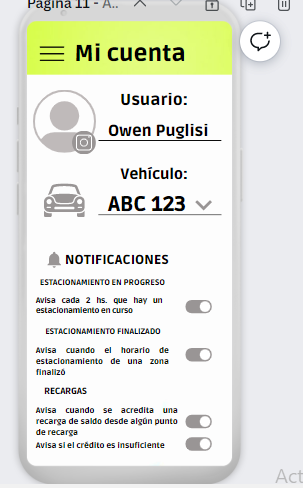 Página 11 - A..
Mi cuenta
Usuario:
Owen Puglisi
Vehículo:
ABC 123
NOTIFICACIONES
ESTACIONAMIENTO EN PROGRESO
Avisa cada 2 hs. que hay un
estacionamiento en curso
ESTACIONAMIENTO FINALIZADO
Avisa cuando el horario de
estacionamiento de una zona
finalizó
RECARGAS
Avisa cuando se acredita una
recarga de saldo desde algún punto
de recarga
Avisa si el crédito es insuficiente
Act